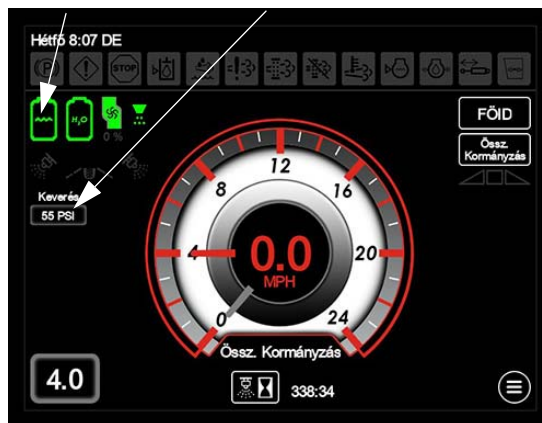 Hétfő 8:07 DE
(P)
STOP
H₂O
0 %
FÖlD
Össz.
Kormányzás
Keverés
55 PSI
0
4
8
12
16
20
24
0.0
MPH
Össz. Kormányzás
4.0
338:34